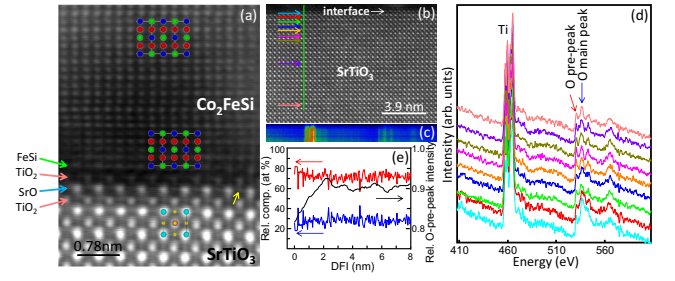 (a)
Co₂FeSi
FeSi
TiO₂
SrO
TiO₂
0.78nm
SrTiO₃
(b)
interface
SrTiO₃
3.9 nm
(c)
(e)
Rel. comp. (at %)
100
80
60
40
20
0 2 4 6 8
DFI (nm)
1.0
0.9
0.8
Rel. O-pre-peak intensity
(d)
Ti
O pre-peak
O main peak
Intensity (arb. units)
410 460 510 560
Energy (eV)